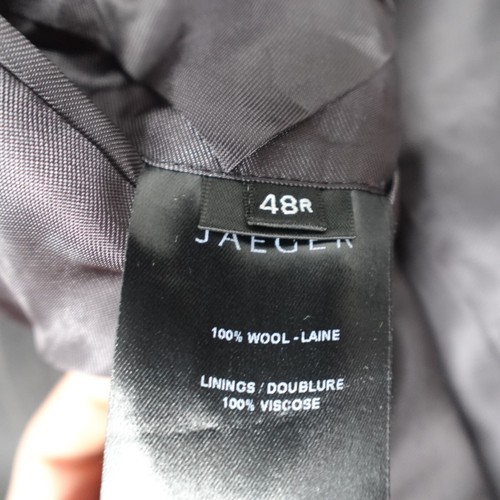 48R
JAEGER
100% WOOL - LAINE
LININGS / DOUBLURE
100% VISCOSE